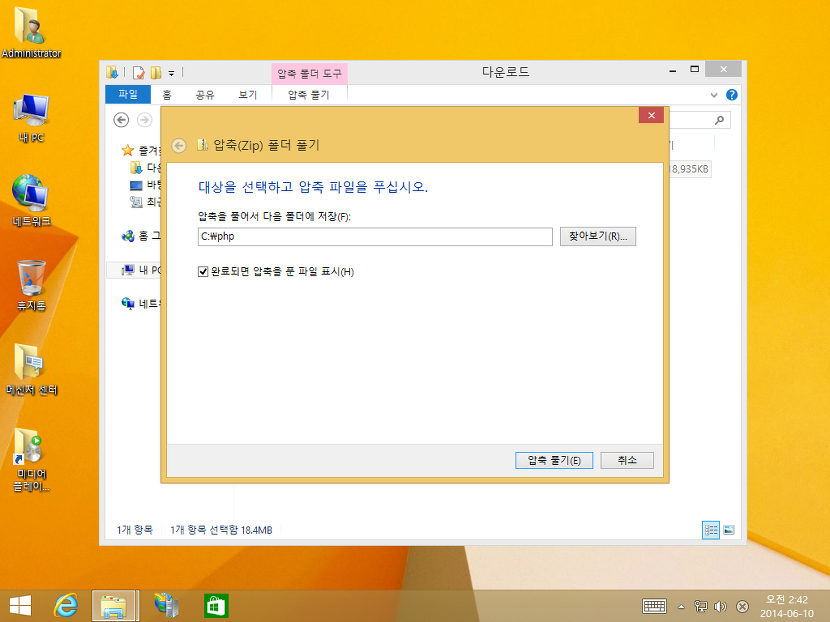 Administrator
내 PC
네트워크
휴지통
메신저 센터
미디어
플레이...
압축 폴더 도구
다운로드
파일
홈
공유
보기
압축 풀기
즐겨
바탕
최근
홈 그
내 PC
네트워
8,935KB
압축(Zip) 폴더 풀기
대상을 선택하고 압축 파일을 푸십시오.
압축을 풀어서 다음 폴더에 저장(F):
C:₩php
찾아보기(R)...
완료되면 압축을 푼 파일 표시(H)
압축 풀기(E)
취소
1개 항목
1개 항목 선택함 18.4MB
오전 2:42
2014-06-10